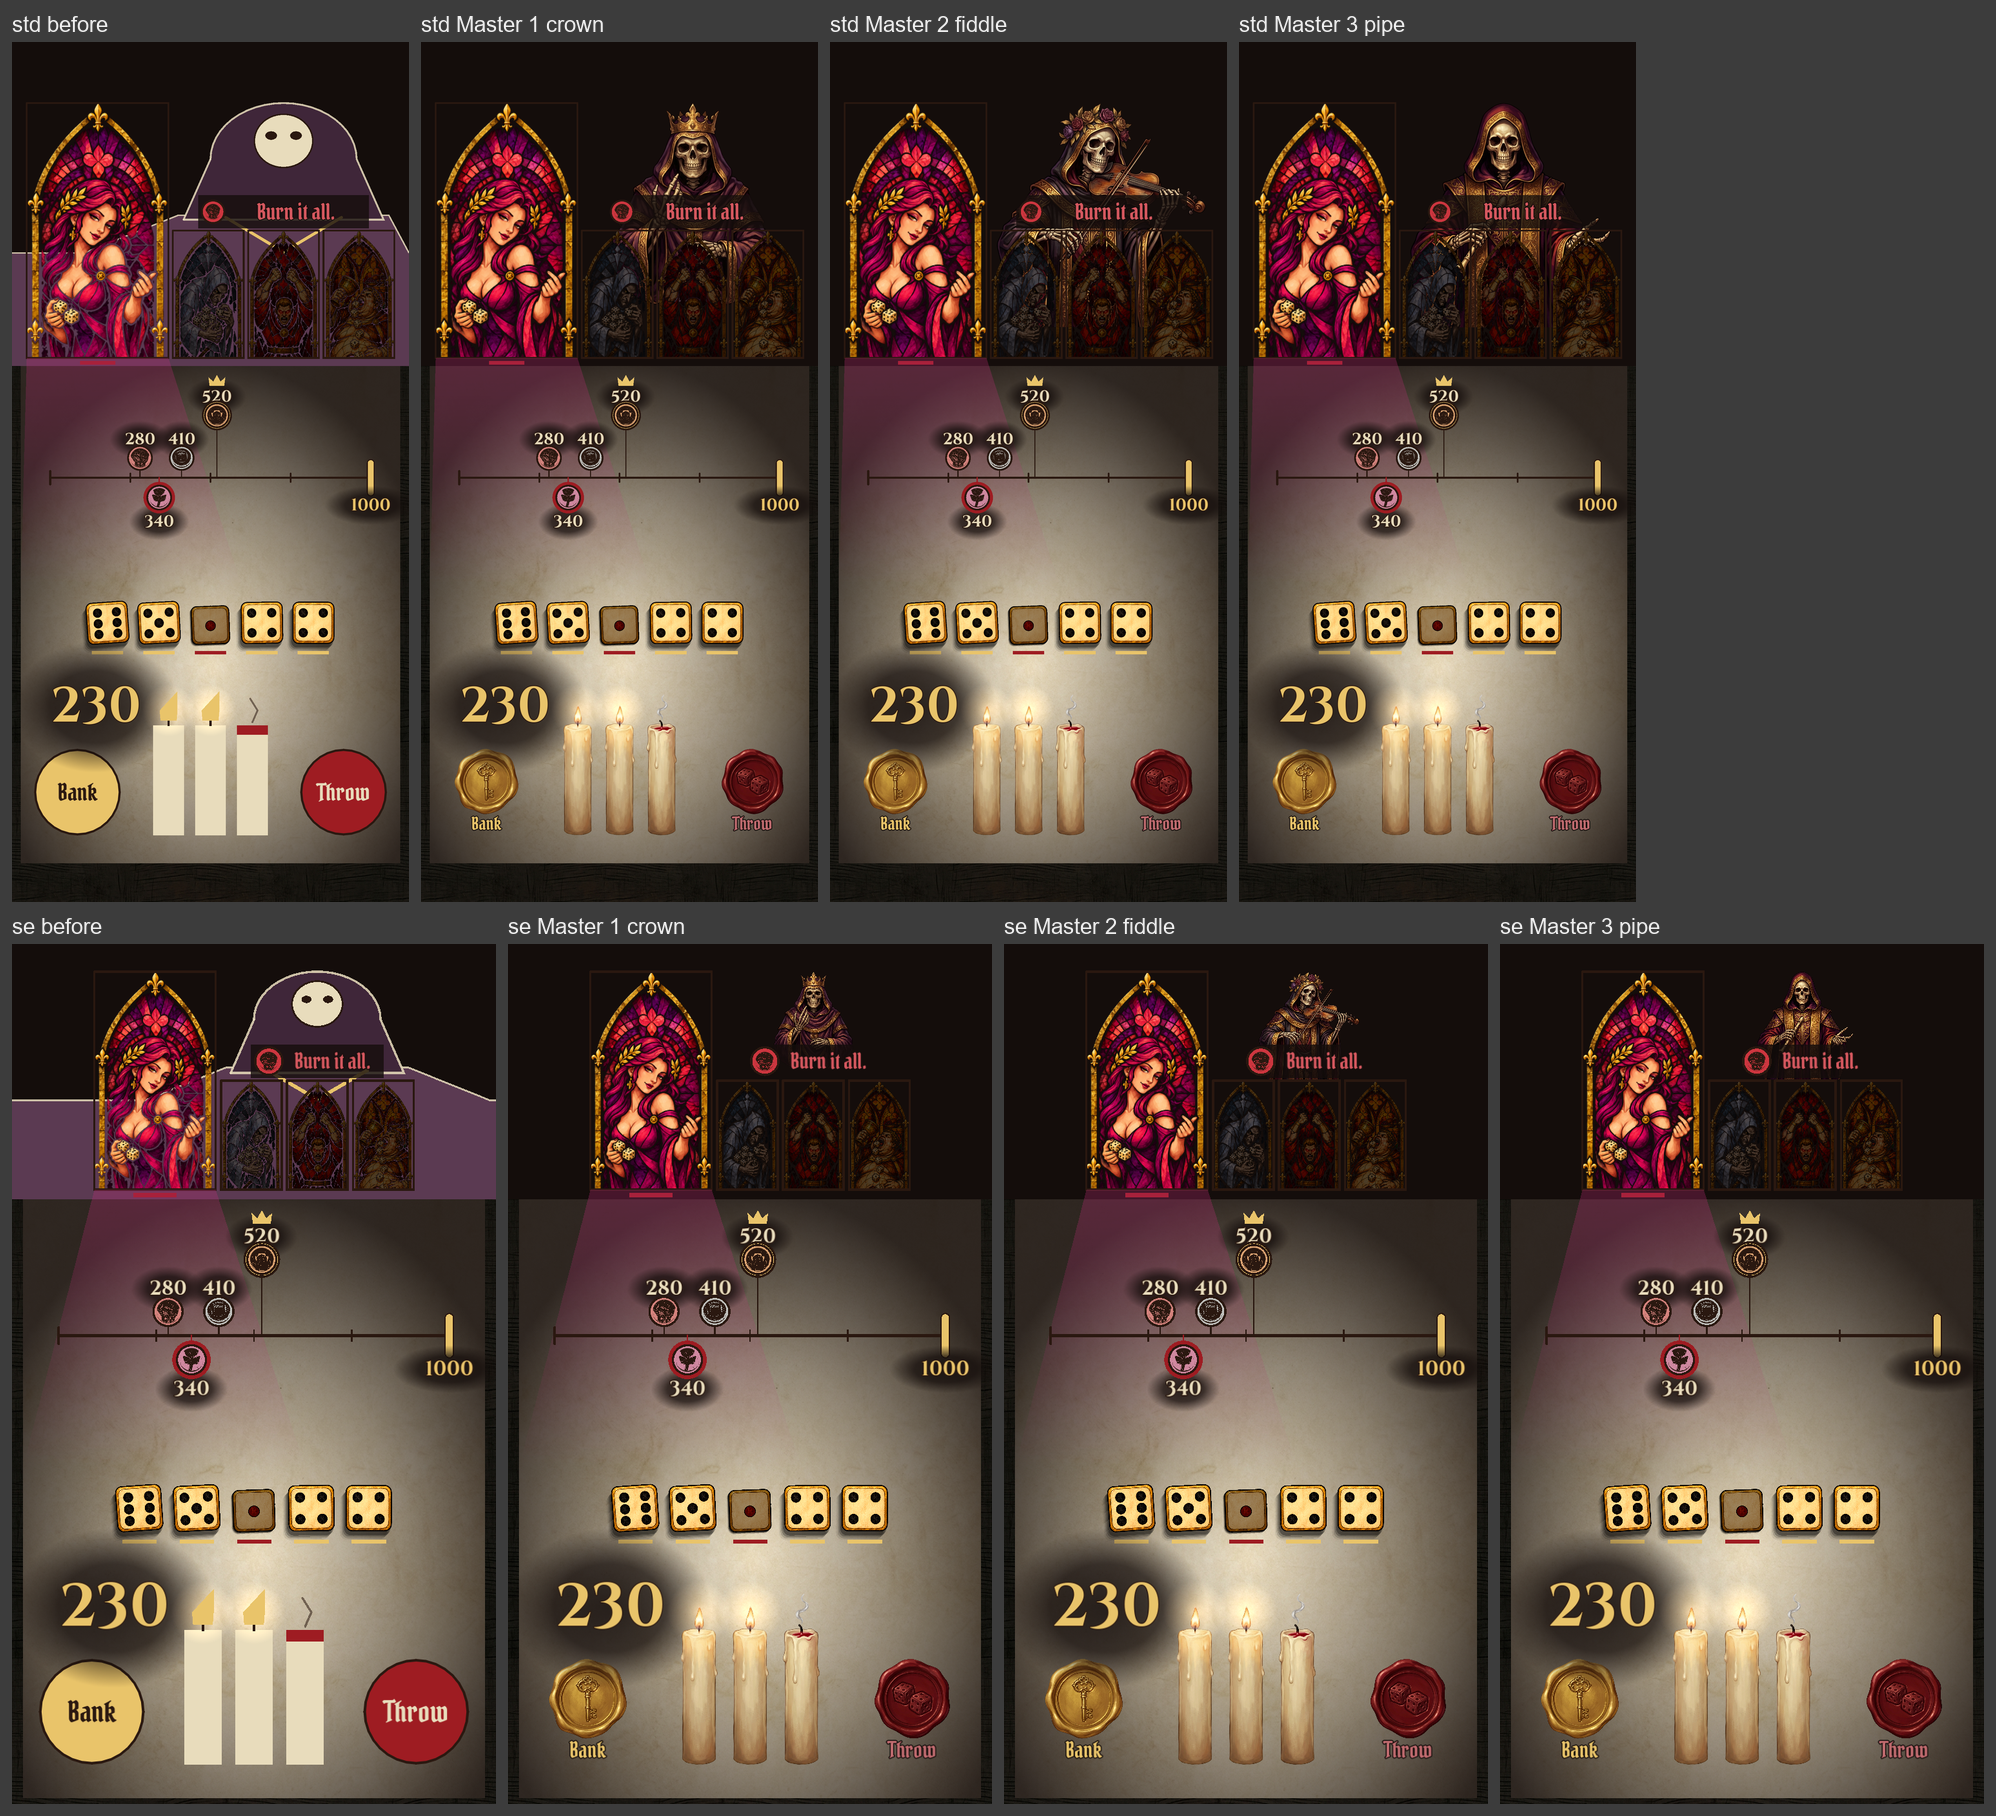 std before
std Master 1 crown
std Master 2 fiddle
std Master 3 pipe
Burn it all.
520
280 410
1000
340
230
Bank
Throw
Burn it all.
520
280 410
1000
340
230
Bank
Throw
Burn it all.
520
280 410
1000
340
230
Bank
Throw
Burn it all.
520
280 410
1000
340
230
Bank
Throw
se before
se Master 1 crown
se Master 2 fiddle
se Master 3 pipe
Burn it all.
520
280 410
1000
340
230
Bank
Throw
Burn it all.
520
280 410
1000
340
230
Bank
Throw
Burn it all.
520
280 410
1000
340
230
Bank
Throw
Burn it all.
520
280 410
1000
340
230
Bank
Throw